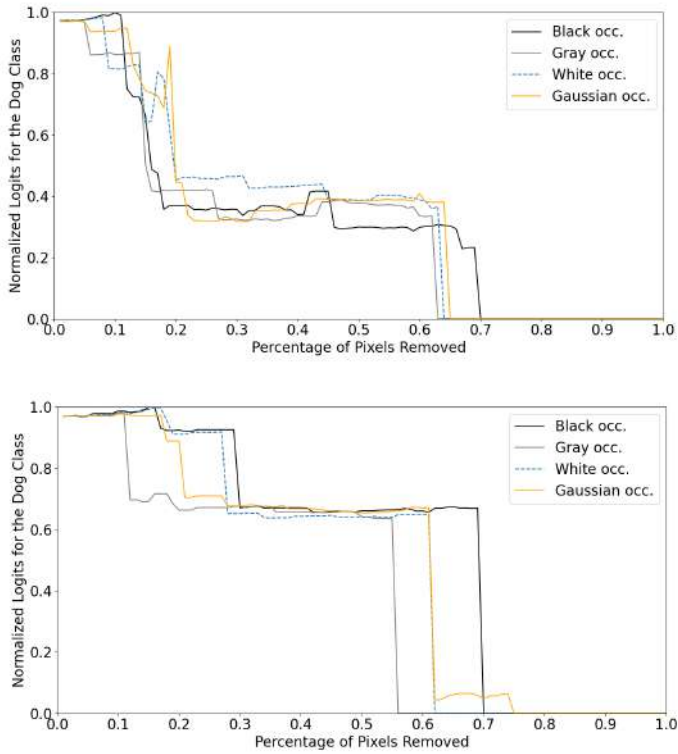 Normalized Logits for the Dog Class
1.0
0.8
0.6
0.4
0.2
0.0
Black occ.
Gray occ.
White occ.
Gaussian occ.
0.0 0.1 0.2 0.3 0.4 0.5 0.6 0.7 0.8 0.9 1.0
Percentage of Pixels Removed
Normalized Logits for the Dog Class
1.0
0.8
0.6
0.4
0.2
0.0
Black occ.
Gray occ.
White occ.
Gaussian occ.
0.0 0.1 0.2 0.3 0.4 0.5 0.6 0.7 0.8 0.9 1.0
Percentage of Pixels Removed